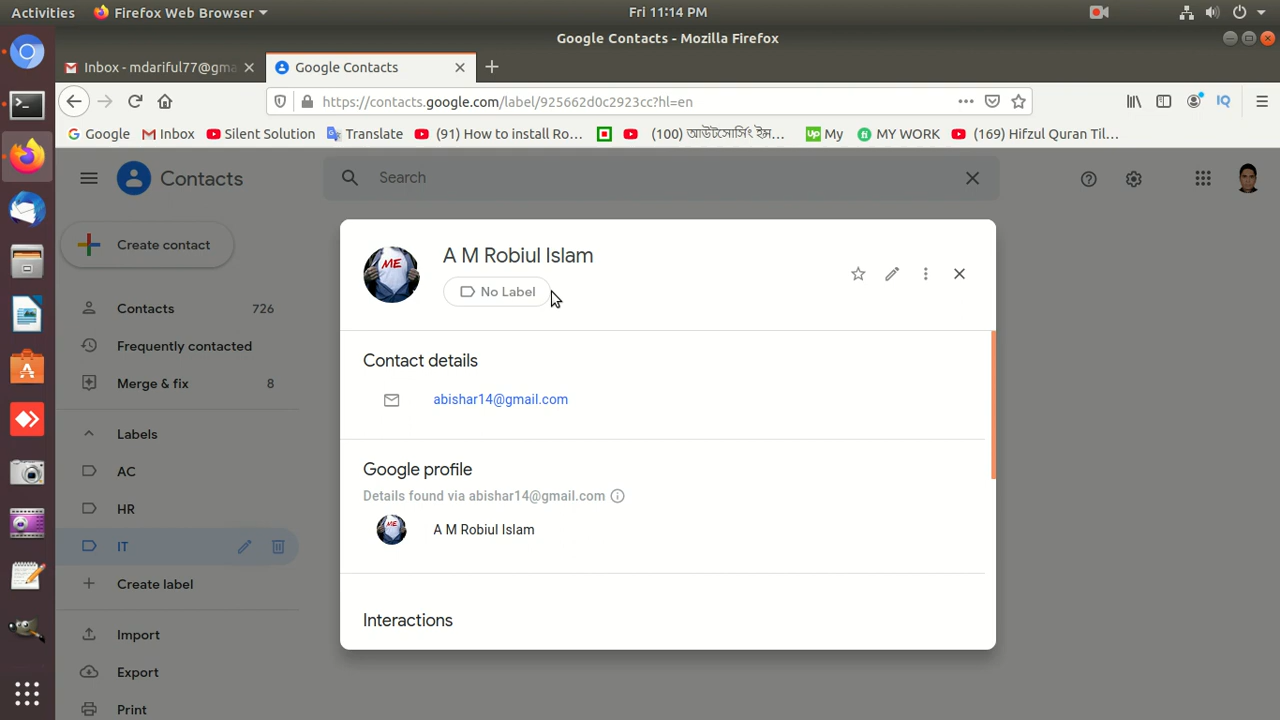 Activities Firefox Web Browser Fri 11:14 PM
Google Contacts - Mozilla Firefox
Inbox - mdariful77@gma Google Contacts
https://contacts.google.com/label/925662d0c2923cc?hl=en
Google Inbox Silent Solution Translate (91) How to install Ro... (100) আউটসোর্সিং ইন্স... My MY WORK (169) Hifzul Quran Til...
Contacts Search
Create contact
Contacts 726
Frequently contacted
Merge & fix 8
Labels
AC
HR
IT
Create label
Import
Export
Print
ME
A M Robiul Islam
No Label
Contact details
abishar14@gmail.com
Google profile
Details found via abishar14@gmail.com
ME
A M Robiul Islam
Interactions